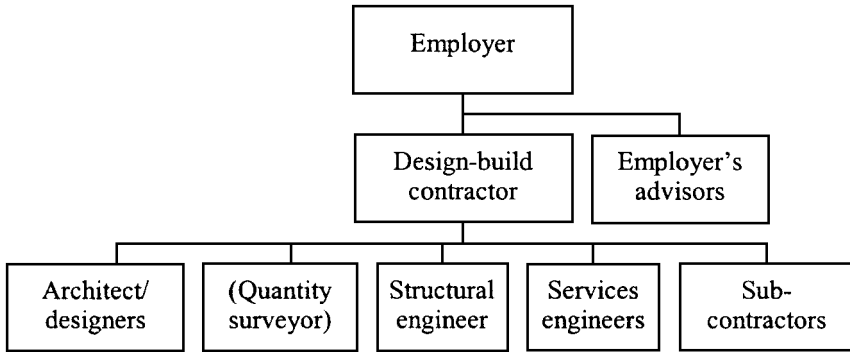 Employer
Design-build
contractor
Employer’s
advisors
Architect/
designers
(Quantity
surveyor)
Structural
engineer
Services
engineers
Sub-
contractors